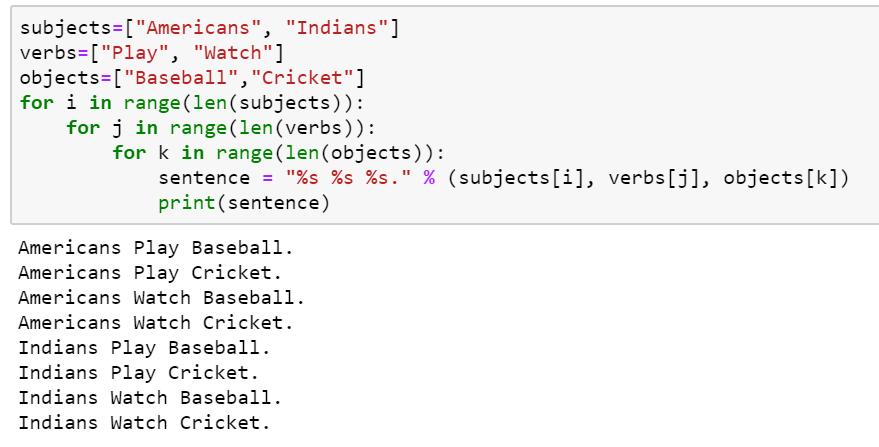 subjects=["Americans", "Indians"]
verbs=["Play", "Watch"]
objects=["Baseball","Cricket"]
for i in range(len(subjects)):
    for j in range(len(verbs)):
        for k in range(len(objects)):
            sentence = "%s %s %s." % (subjects[i], verbs[j], objects[k])
            print(sentence)
Americans Play Baseball.
Americans Play Cricket.
Americans Watch Baseball.
Americans Watch Cricket.
Indians Play Baseball.
Indians Play Cricket.
Indians Watch Baseball.
Indians Watch Cricket.